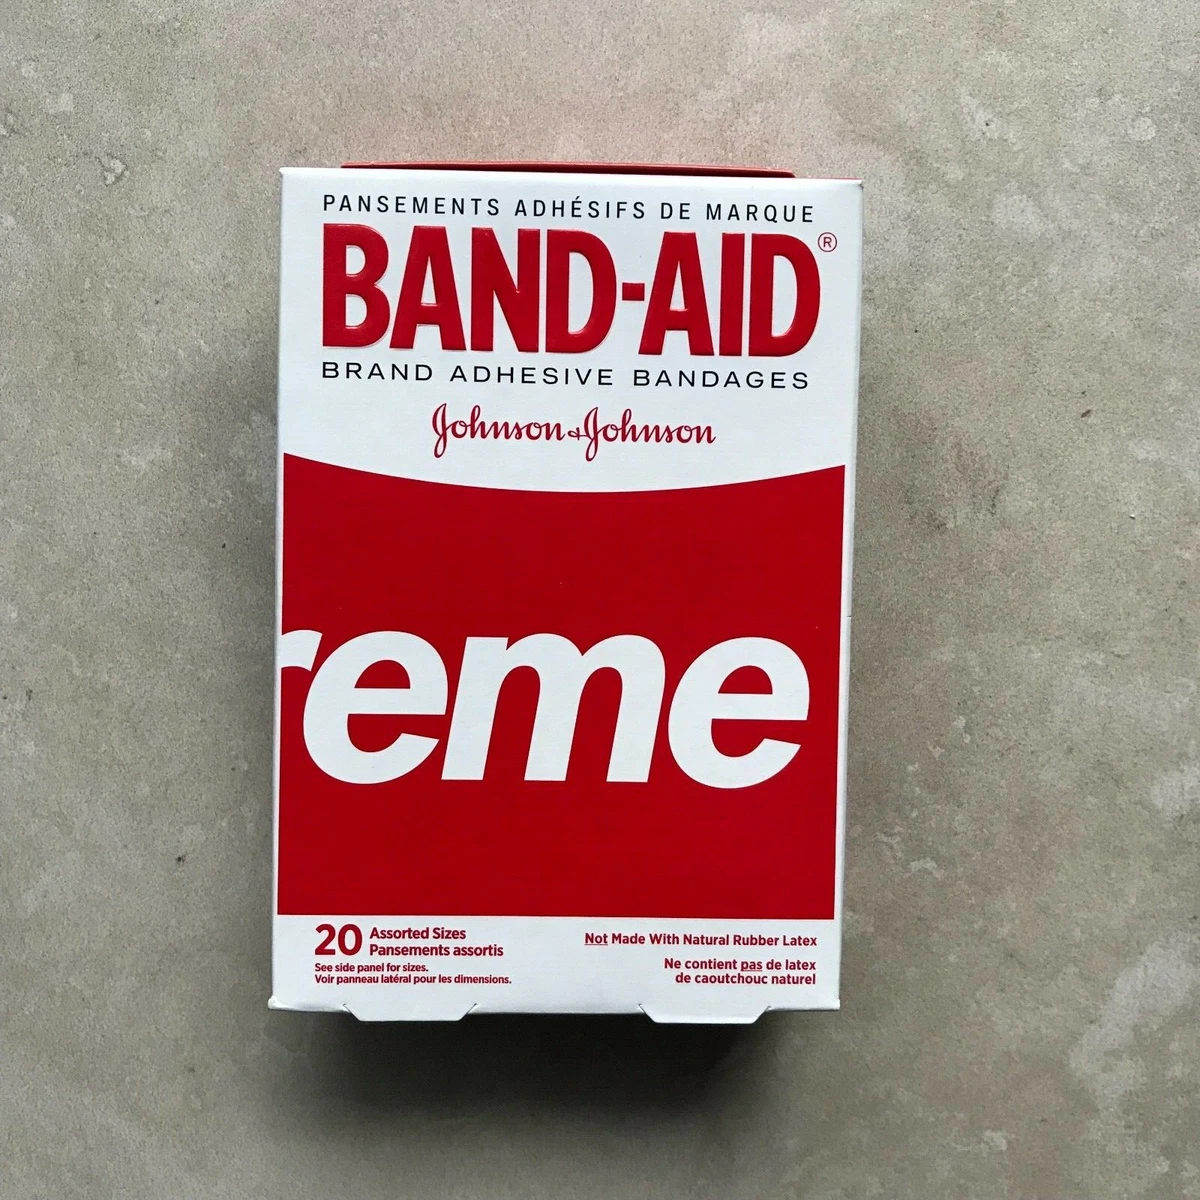 PANSEMENTS ADHÉSIFS DE MARQUE
BAND-AID®
BRAND ADHESIVE BANDAGES
Johnson & Johnson
reme
20 Assorted Sizes
Pansements assortis
See side panel for sizes.
Voir panneau latéral pour les dimensions.
Not Made With Natural Rubber Latex
Ne contient pas de latex
de caoutchouc naturel